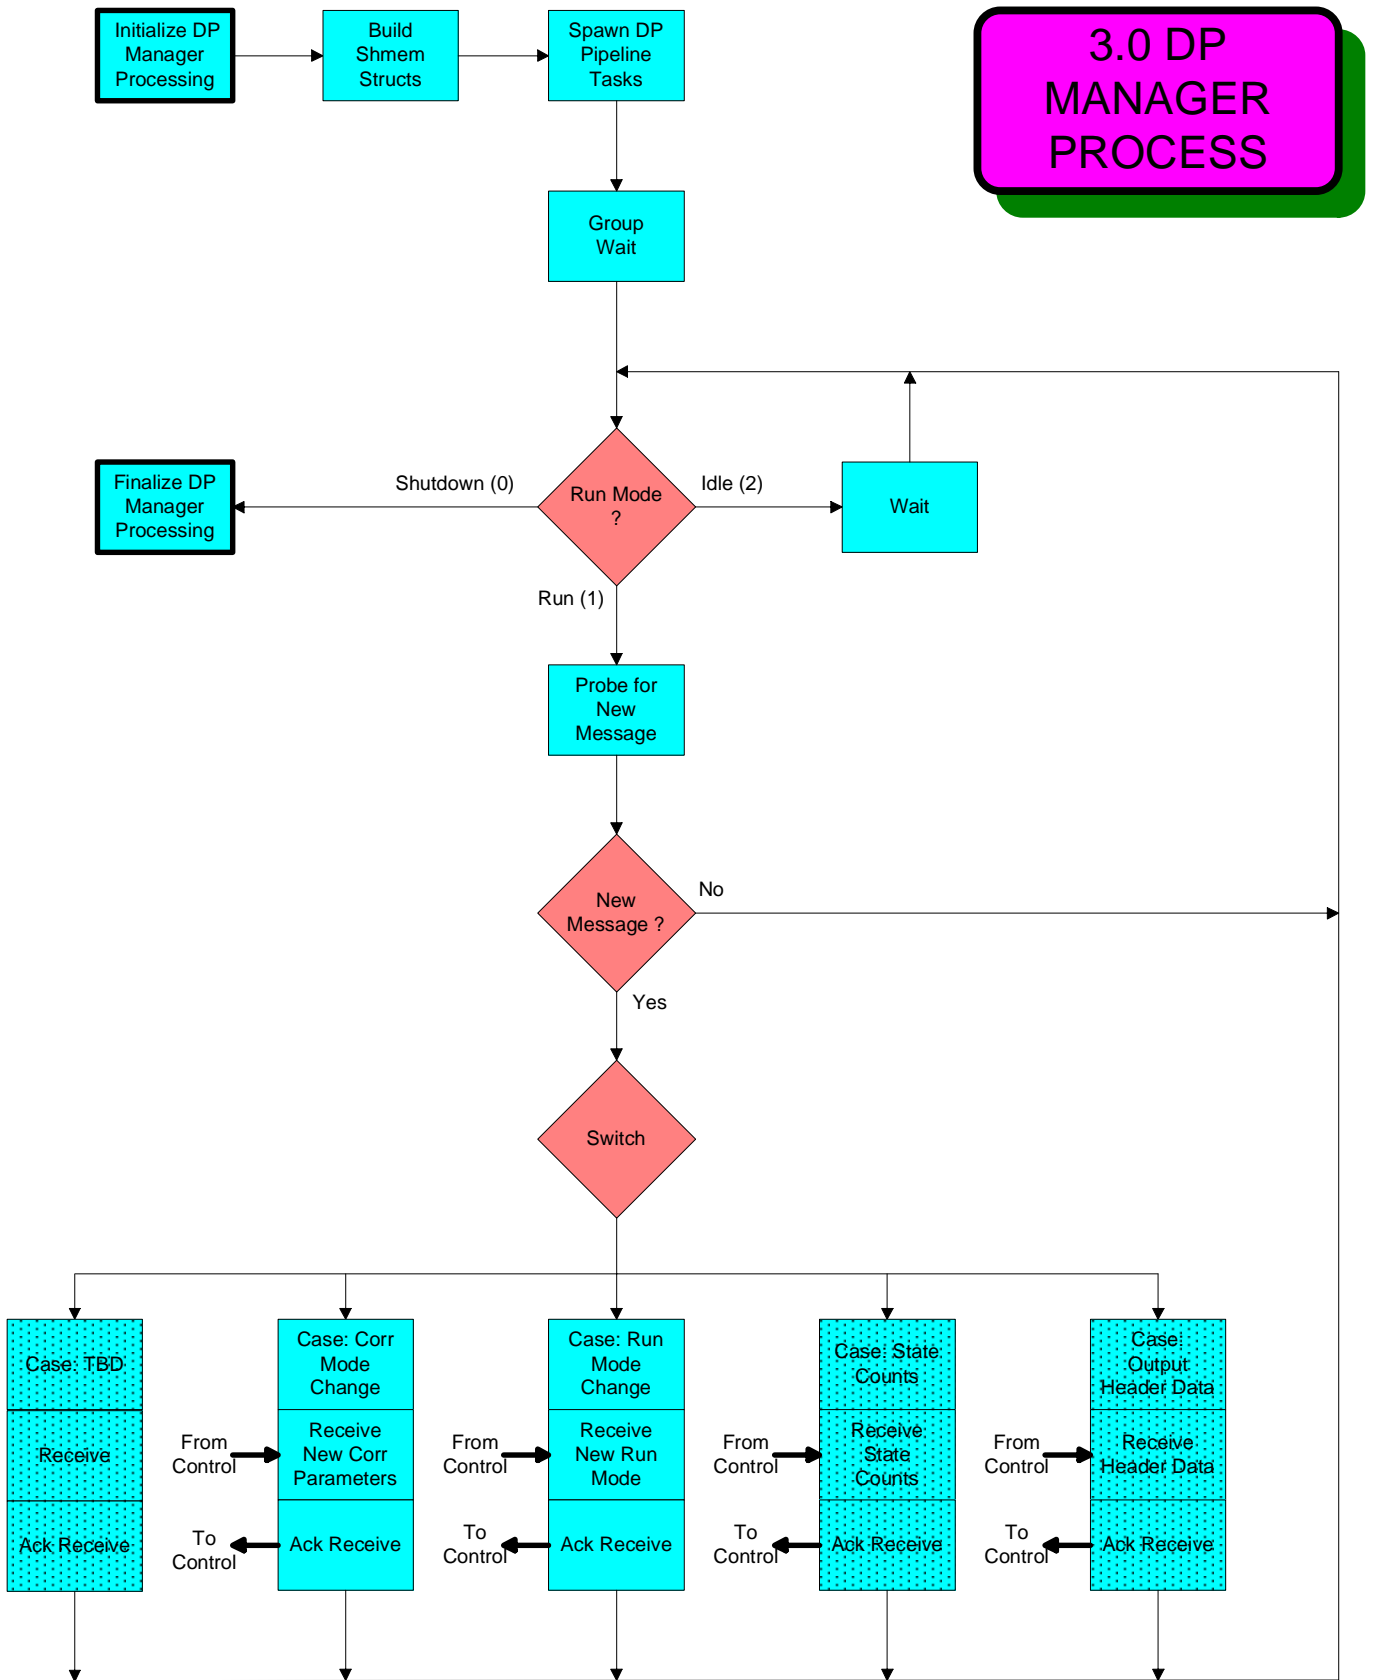 Initialize DP
Manager
Processing
Build
Shmem
Structs
Spawn DP
Pipeline
Tasks
3.0 DP
MANAGER
PROCESS
Group
Wait
Finalize DP
Manager
Processing
Shutdown (0)
Run Mode
?
Idle (2)
Wait
Run (1)
Probe for
New
Message
New
Message ?
No
Yes
Switch
Case: TBD
Receive
Ack Receive
Case: Corr
Mode
Change
From
Control
Receive
New Corr
Parameters
To
Control
Ack Receive
Case: Run
Mode
Change
From
Control
Receive
New Run
Mode
To
Control
Ack Receive
Case: State
Counts
From
Control
Receive
State
Counts
To
Control
Ack Receive
Case:
Output
Header Data
From
Control
Receive
Header Data
To
Control
Ack Receive